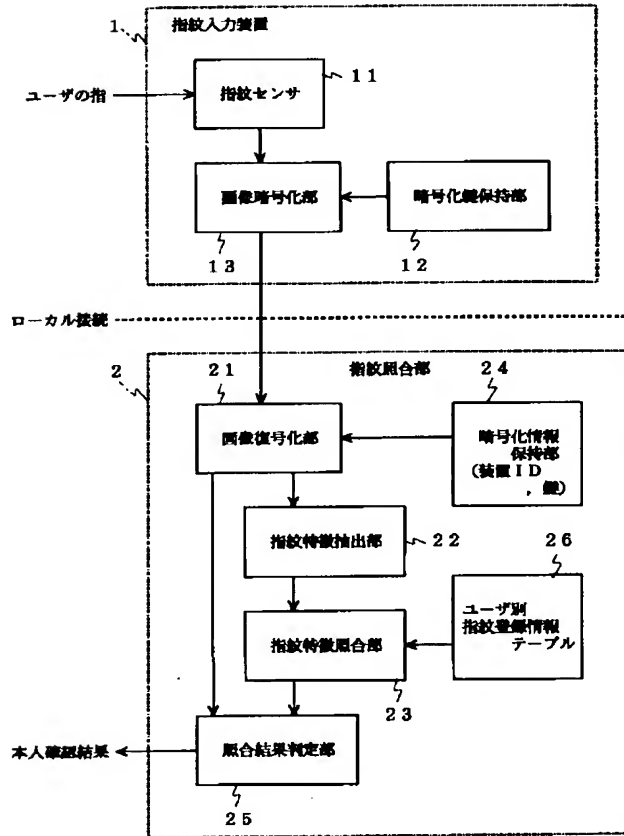 1
指紋入力装置
11
ユーザの指
指紋センサ
画像暗号化部
暗号化鍵保持部
13
12
ローカル接続
2
21
指紋照合部
24
画像復号化部
暗号化情報
保持部
(装置ID
,鍵)
指紋特徴抽出部
22
26
ユーザ別
指紋登録情報
テーブル
指紋特徴照合部
23
本人確認結果
照合結果判定部
25